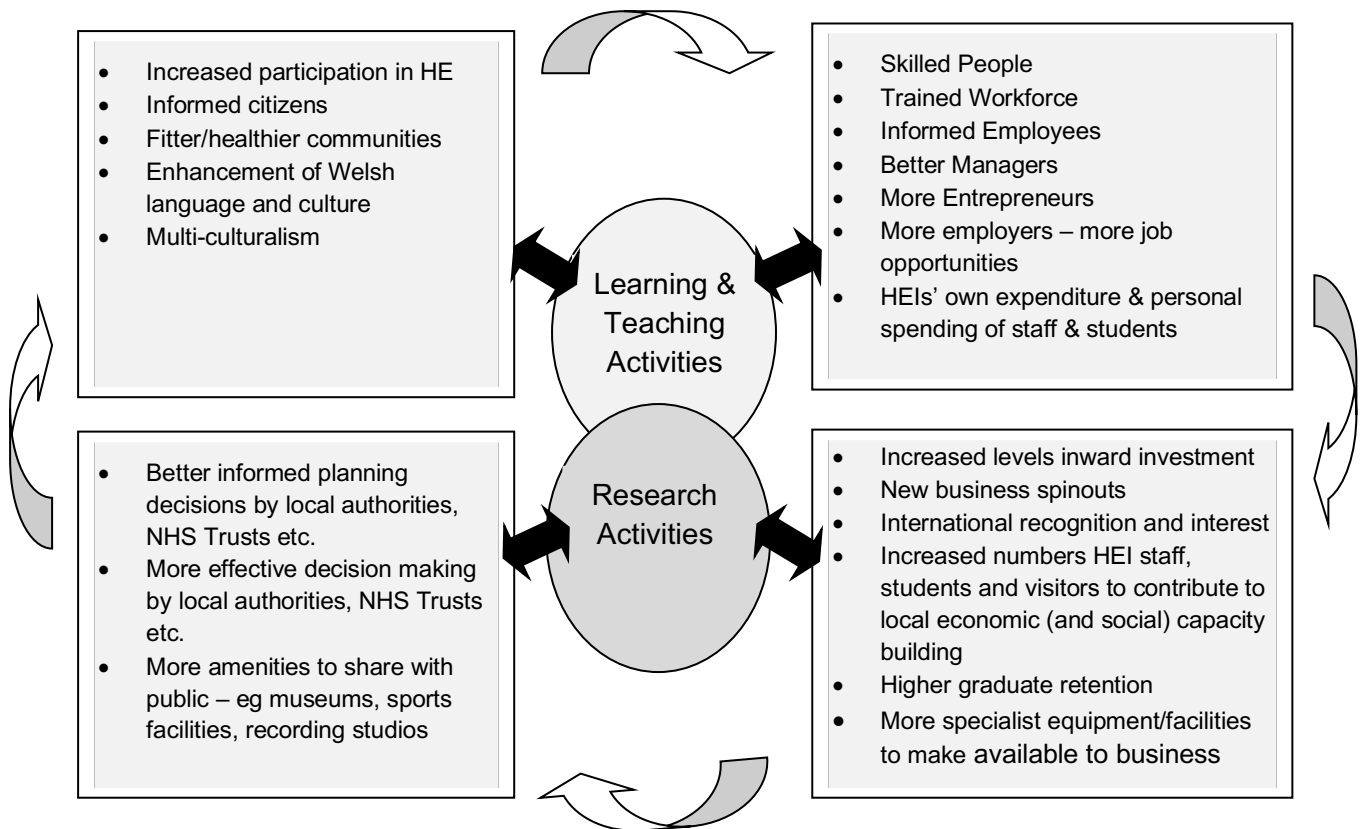 • Increased participation in HE
• Informed citizens
• Fitter/healthier communities
• Enhancement of Welsh
language and culture
• Multi-culturalism
• Skilled People
• Trained Workforce
• Informed Employees
• Better Managers
• More Entrepreneurs
• More employers – more job
opportunities
• HEIs’ own expenditure & personal
spending of staff & students
Learning &
Teaching
Activities
Research
Activities
• Better informed planning
decisions by local authorities,
NHS Trusts etc.
• More effective decision making
by local authorities, NHS Trusts
etc.
• More amenities to share with
public – eg museums, sports
facilities, recording studios
• Increased levels inward investment
• New business spinouts
• International recognition and interest
• Increased numbers HEI staff,
students and visitors to contribute to
local economic (and social) capacity
building
• Higher graduate retention
• More specialist equipment/facilities
to make available to business